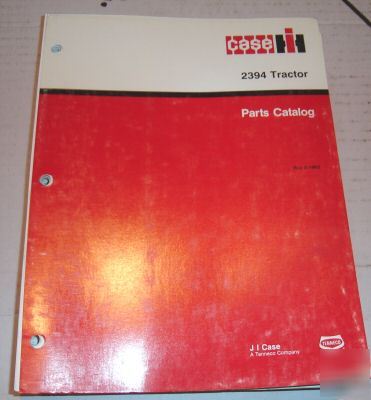 case IH
2394 Tractor
Parts Catalog
J I Case
A Tenneco Company
TENNECO